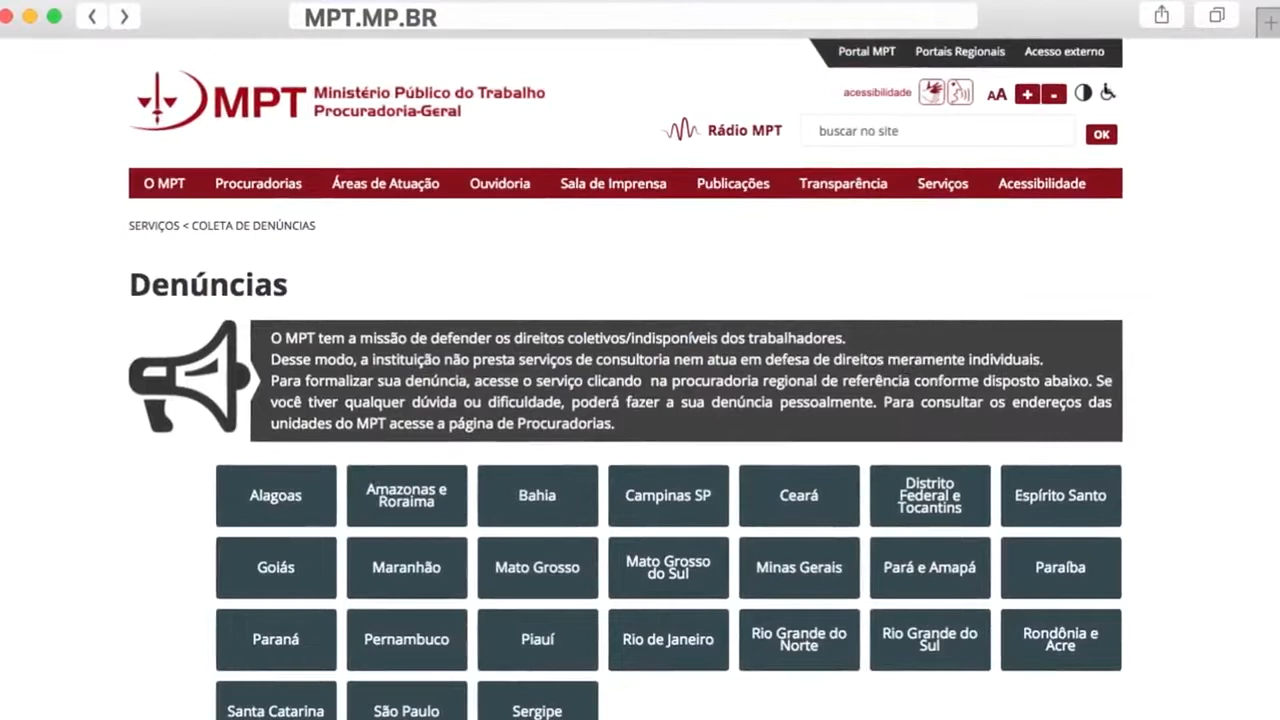 MPT.MP.BR
Portal MPT Portais Regionais Acesso externo
acessibilidade AA + -
MPT Ministério Público do Trabalho
Procuradoria-Geral
Rádio MPT buscar no site OK
O MPT Procuradorias Áreas de Atuação Ouvidoria Sala de Imprensa Publicações Transparência Serviços Acessibilidade
SERVIÇOS < COLETA DE DENÚNCIAS
Denúncias
O MPT tem a missão de defender os direitos coletivos/indisponíveis dos trabalhadores.
Desse modo, a instituição não presta serviços de consultoria nem atua em defesa de direitos meramente individuais.
Para formalizar sua denúncia, acesse o serviço clicando na procuradoria regional de referência conforme disposto abaixo. Se
você tiver qualquer dúvida ou dificuldade, poderá fazer a sua denúncia pessoalmente. Para consultar os endereços das
unidades do MPT acesse a página de Procuradorias.
Alagoas
Amazonas e
Roraima
Bahia
Campinas SP
Ceará
Distrito
Federal e
Tocantins
Espírito Santo
Goiás
Maranhão
Mato Grosso
Mato Grosso
do Sul
Minas Gerais
Pará e Amapá
Paraíba
Paraná
Pernambuco
Piauí
Rio de Janeiro
Rio Grande do
Norte
Rio Grande do
Sul
Rondônia e
Acre
Santa Catarina
São Paulo
Sergipe